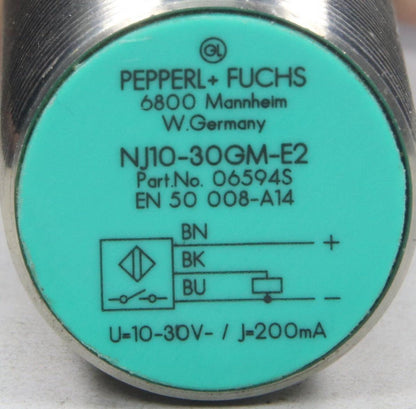 GL
PEPPERL+ FUCHS
6800 Mannheim
W.Germany
NJ10-30GM-E2
Part.No. 06594S
EN 50 008-A14
BN +
BK
BU -
U=10-30V- / J=200mA